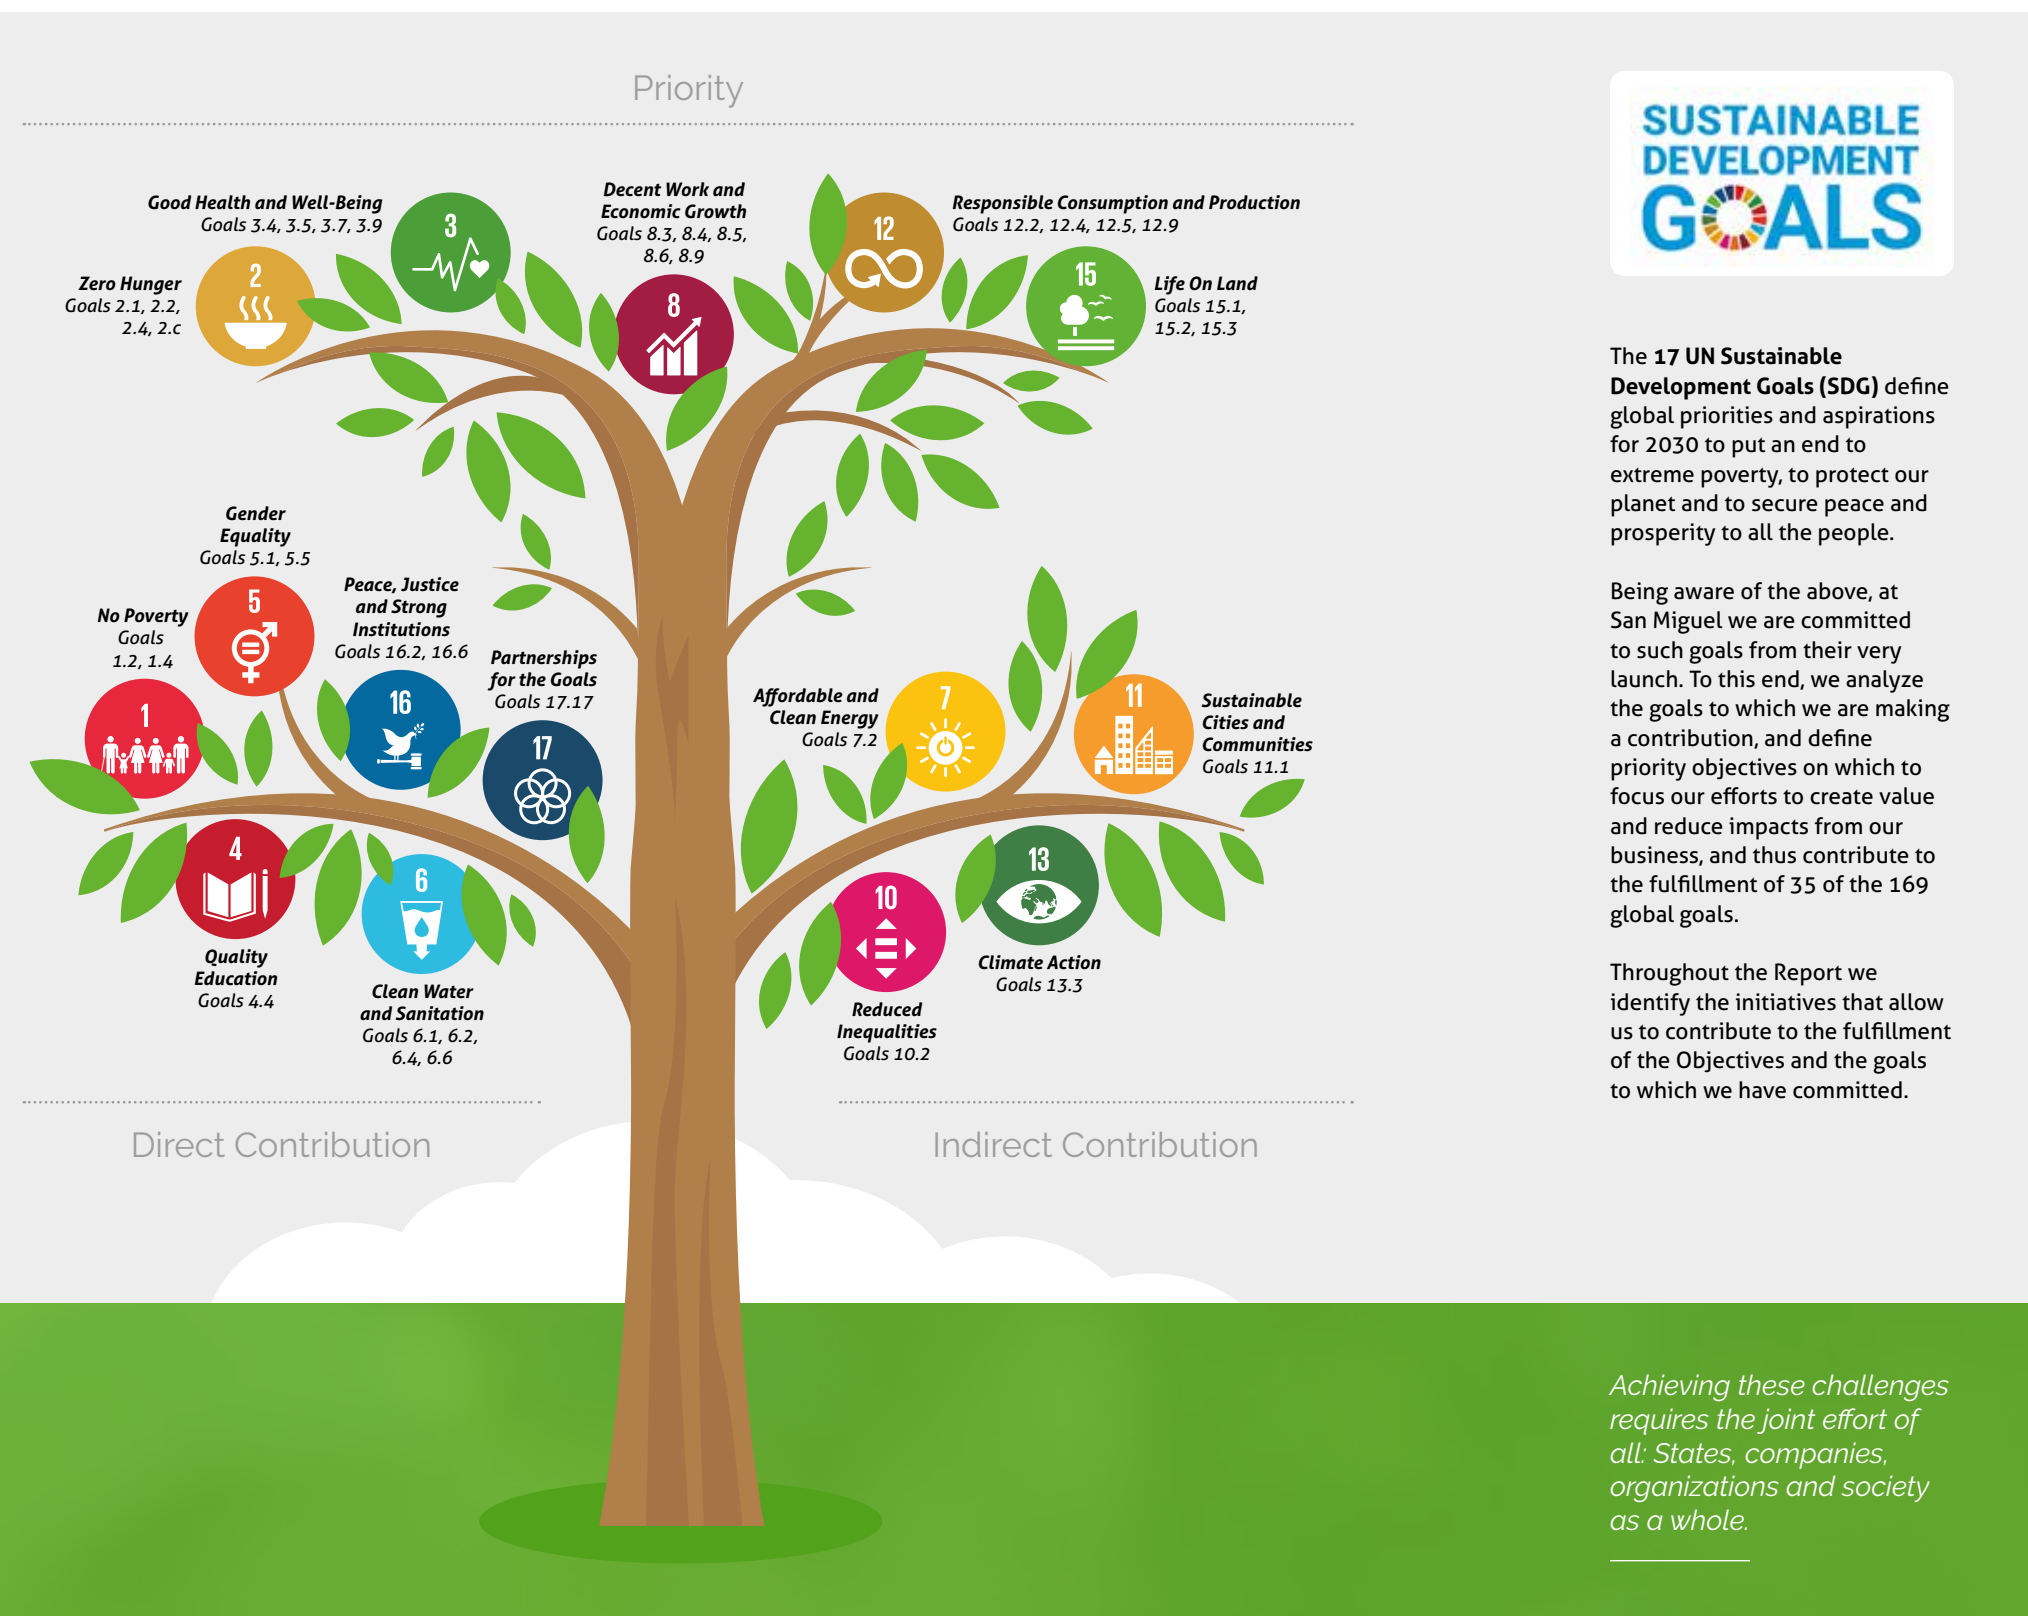 Priority
Good Health and Well-Being
Goals 3.4, 3.5, 3.7, 3.9
3
Zero Hunger
Goals 2.1, 2.2,
2.4, 2.c
2
Decent Work and
Economic Growth
Goals 8.3, 8.4, 8.5,
8.6, 8.9
8
12
Responsible Consumption and Production
Goals 12.2, 12.4, 12.5, 12.9
15
Life On Land
Goals 15.1,
15.2, 15.3
Gender
Equality
Goals 5.1, 5.5
5
No Poverty
Goals
1.2, 1.4
1
Peace, Justice
and Strong
Institutions
Goals 16.2, 16.6
16
Partnerships
for the Goals
Goals 17.17
17
4
Quality
Education
Goals 4.4
6
Clean Water
and Sanitation
Goals 6.1, 6.2,
6.4, 6.6
Affordable and
Clean Energy
Goals 7.2
7
11
Sustainable
Cities and
Communities
Goals 11.1
10
Reduced
Inequalities
Goals 10.2
13
Climate Action
Goals 13.3
Direct Contribution
Indirect Contribution
SUSTAINABLE
DEVELOPMENT
GOALS
The 17 UN Sustainable
Development Goals (SDG) define
global priorities and aspirations
for 2030 to put an end to
extreme poverty, to protect our
planet and to secure peace and
prosperity to all the people.
Being aware of the above, at
San Miguel we are committed
to such goals from their very
launch. To this end, we analyze
the goals to which we are making
a contribution, and define
priority objectives on which to
focus our efforts to create value
and reduce impacts from our
business, and thus contribute to
the fulfillment of 35 of the 169
global goals.
Throughout the Report we
identify the initiatives that allow
us to contribute to the fulfillment
of the Objectives and the goals
to which we have committed.
Achieving these challenges
requires the joint effort of
all: States, companies,
organizations and society
as a whole.